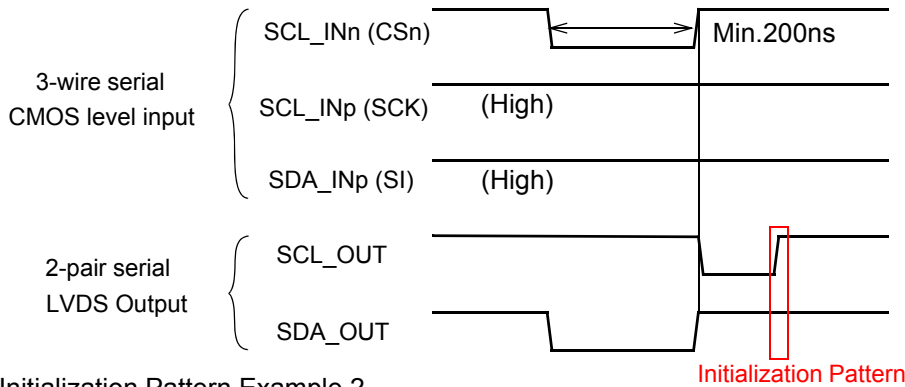 SCL_INn (CSn)
Min.200ns
3-wire serial
CMOS level input
SCL_INp (SCK)
(High)
SDA_INp (SI)
(High)
SCL_OUT
2-pair serial
LVDS Output
SDA_OUT
Initialization Pattern
Initialization Pattern Example 2